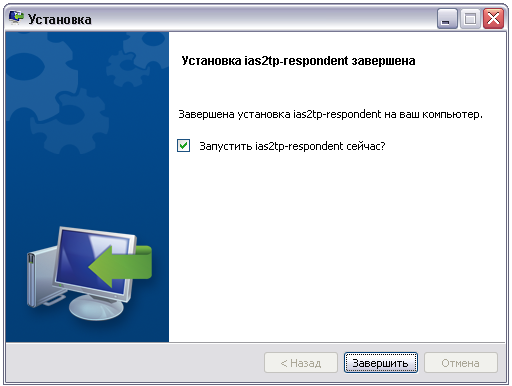 Установка
Установка ias2tp-respondent завершена
Завершена установка ias2tp-respondent на ваш компьютер.
Запустить ias2tp-respondent сейчас?
< Назад
Завершить
Отмена